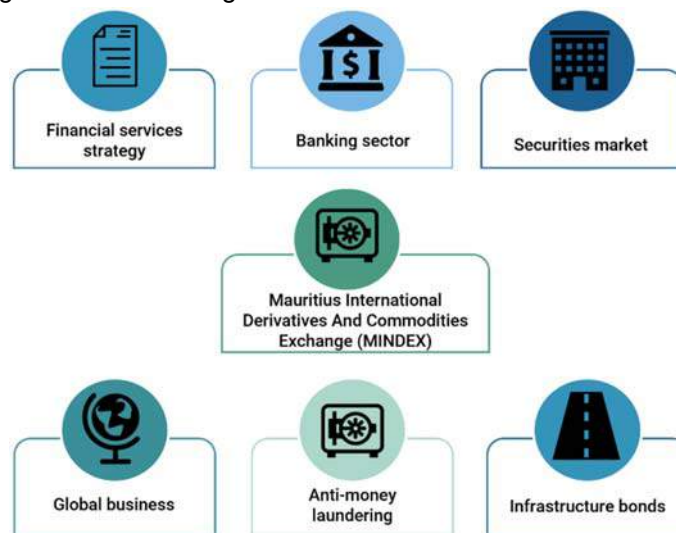 $
Financial services
strategy
Banking sector
Securities market
Mauritius International
Derivatives And Commodities
Exchange (MINDEX)
Global business
Anti-money
laundering
Infrastructure bonds